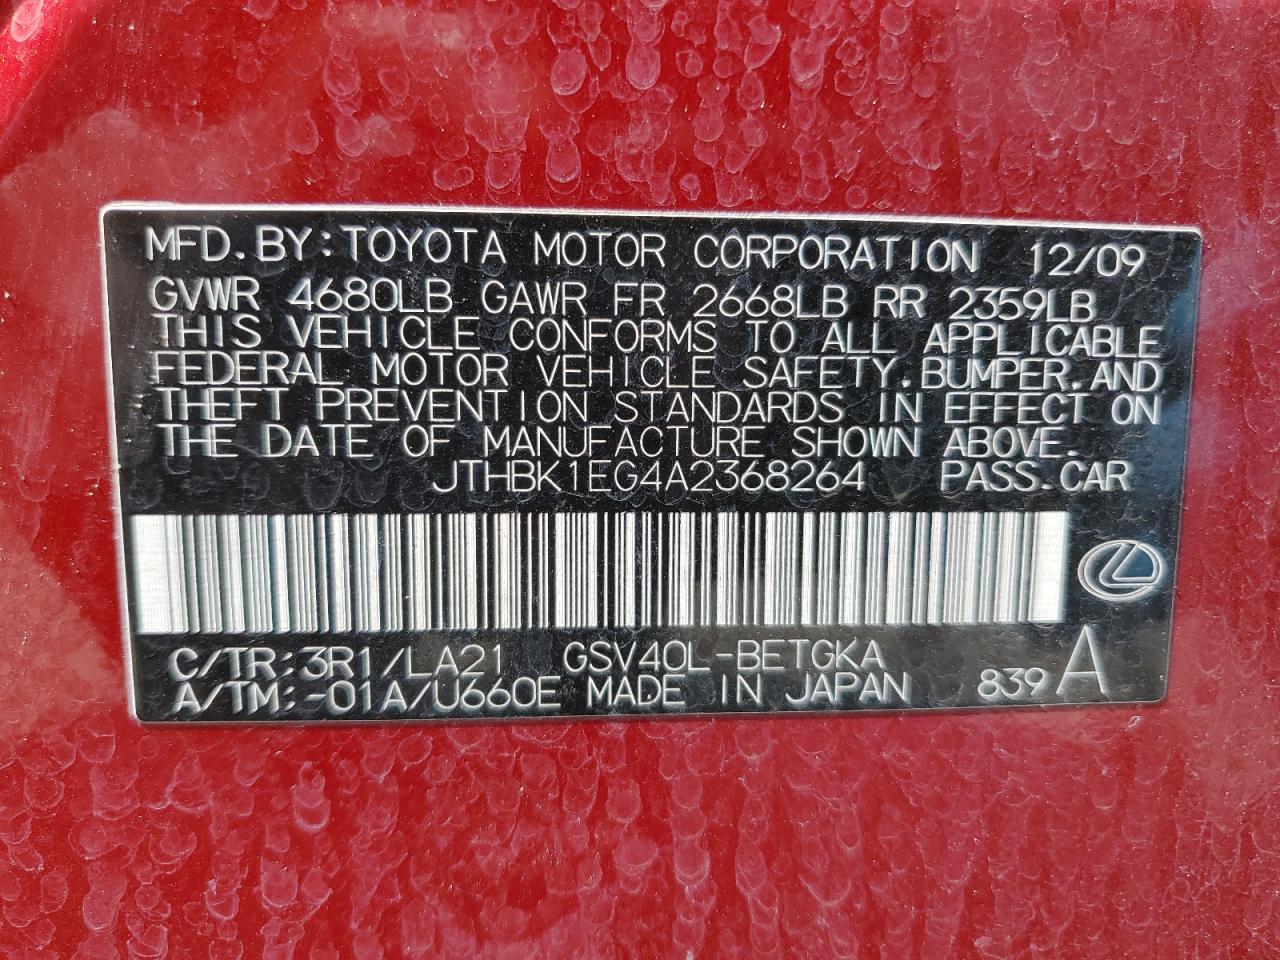 MFD.BY:TOYOTA MOTOR CORPORATION 12/09
GVWR 4680LB GAWR FR 2668LB RR 2359LB
THIS VEHICLE CONFORMS TO ALL APPLICABLE
FEDERAL MOTOR VEHICLE SAFETY.BUMPER.AND
THEFT PREVENTION STANDARDS IN EFFECT ON
THE DATE OF MANUFACTURE SHOWN ABOVE.
JTHBK1EG4A2368264 PASS.CAR
C/TR:3R1/LA21 GSV40L-BETGKA
A/TM:-01A/U660E MADE IN JAPAN 839 A